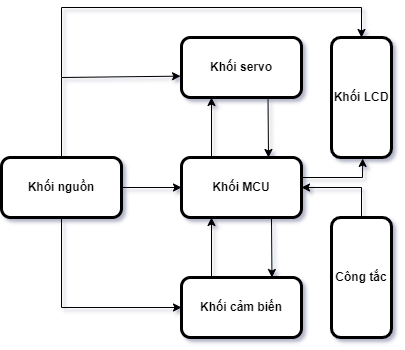 Khối servo
Khối LCD
Khối nguồn
Khối MCU
Khối cảm biến
Công tắc